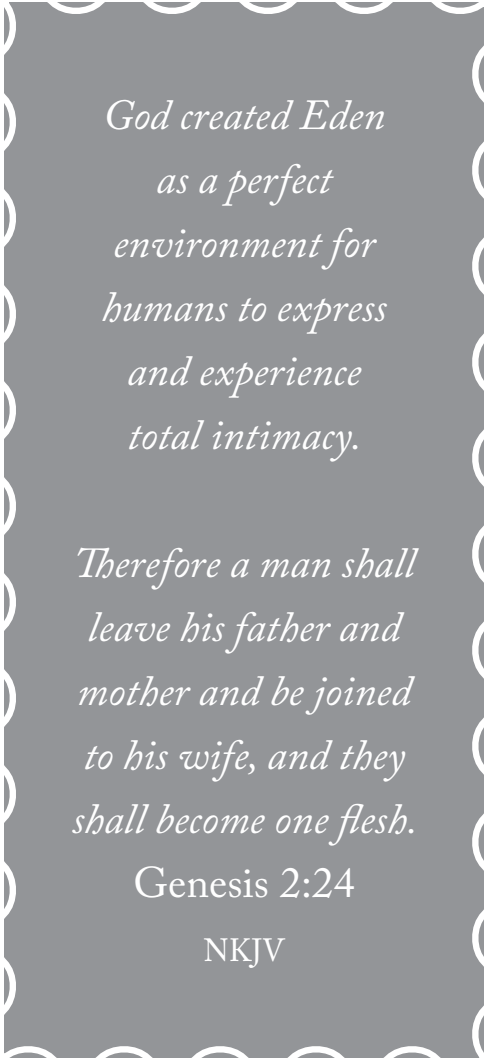 God created Eden
as a perfect
environment for
humans to express
and experience
total intimacy.
Therefore a man shall
leave his father and
mother and be joined
to his wife, and they
shall become one flesh.
Genesis 2:24
NKJV